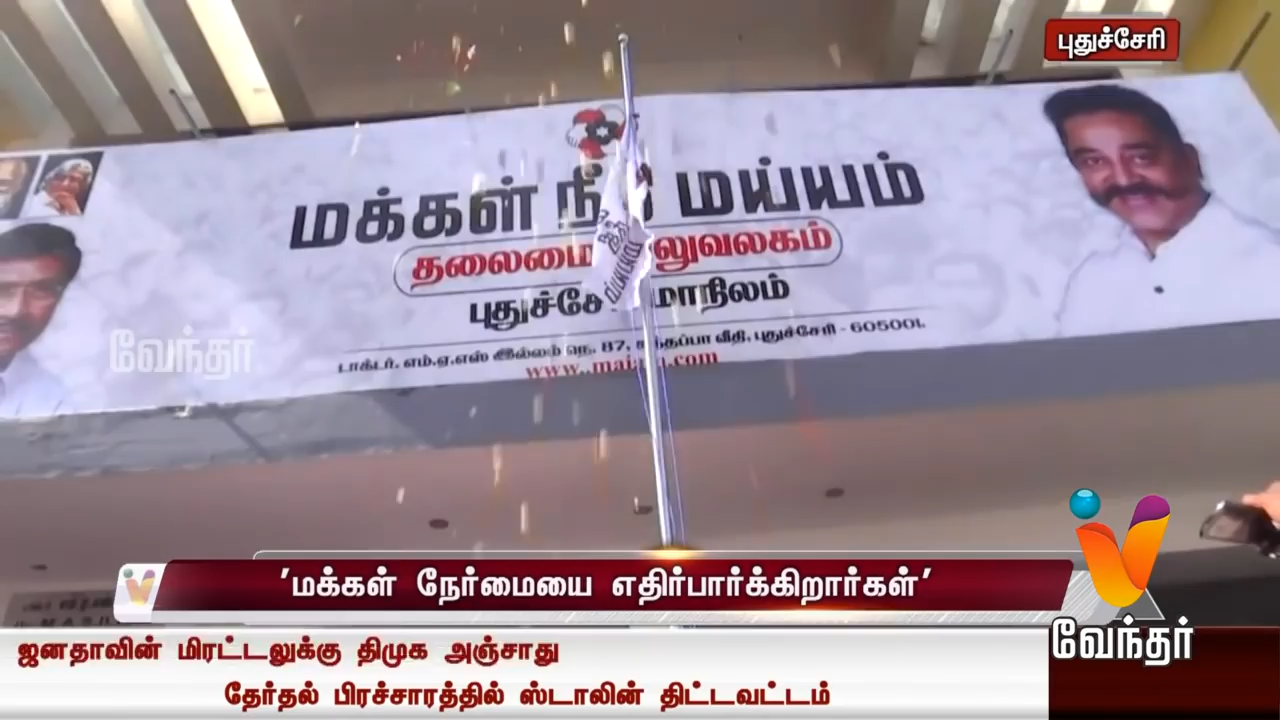 புதுச்சேரி
மக்கள் மய்யம்
தலைமை
புதுச்சே மாநிலம்
டாக்டர். எம்.ஏ.எஸ் இல்லம் நெ. 87, வீதி, புதுச்சேரி - 605001.
வேந்தர்
'மக்கள் நேர்மையை எதிர்பார்க்கிறார்கள்'
வேந்தர்
ஜனதாவின் மிரட்டலுக்கு திமுக அஞ்சாது
தேர்தல் பிரச்சாரத்தில் ஸ்டாலின் திட்டவட்டம்